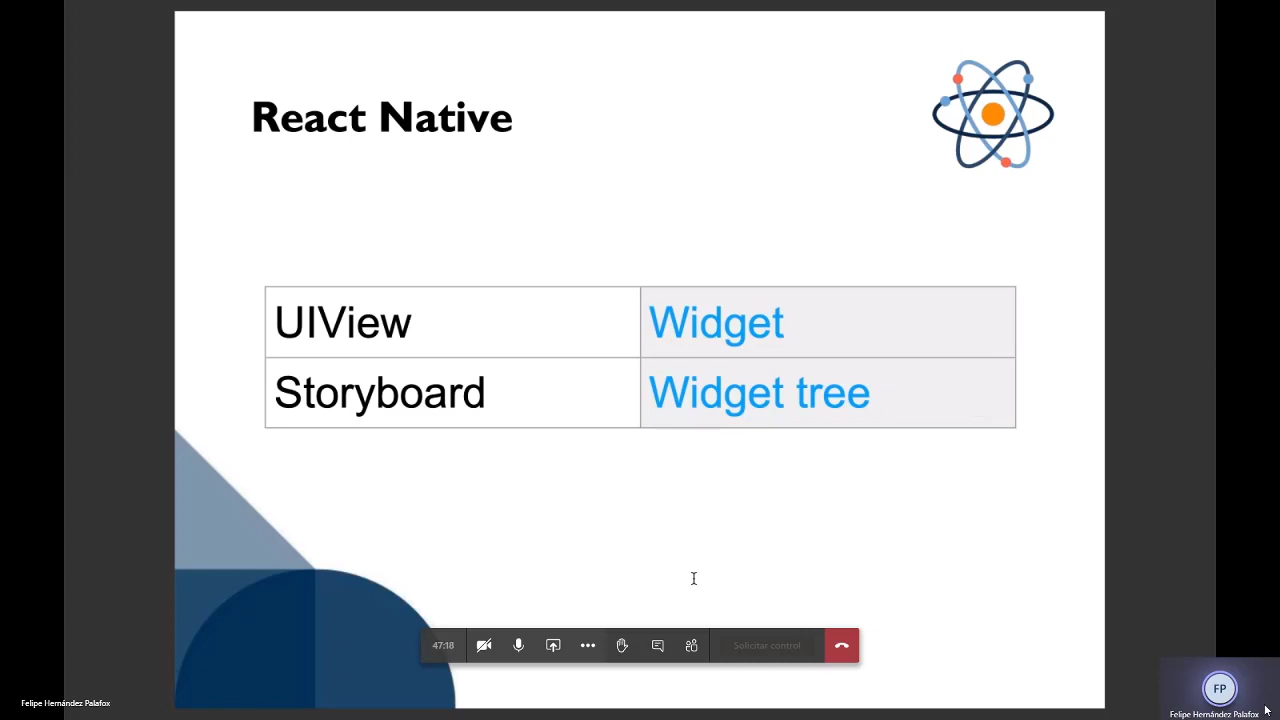 React Native
UIView Widget
Storyboard Widget tree
47:18 Solicitar control
FP
Felipe Hernández Palafox
Felipe Hernández Palafox